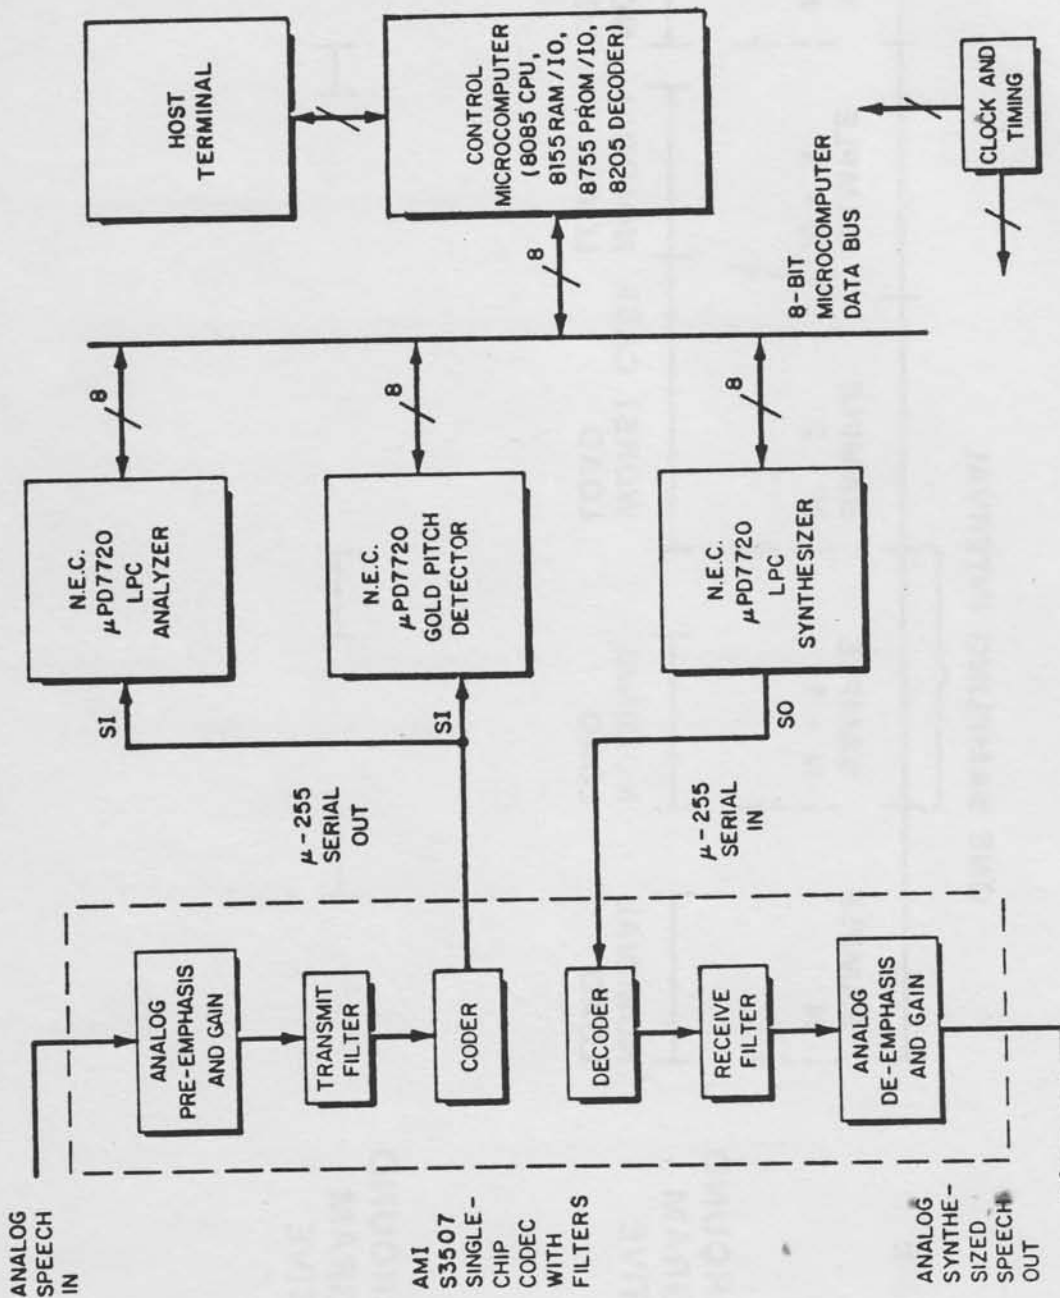 ANALOG
SPEECH
IN
ANALOG
PRE-EMPHASIS
AND GAIN
TRANSMIT
FILTER
CODER
DECODER
RECEIVE
FILTER
ANALOG
DE-EMPHASIS
AND GAIN
AMI
S3507
SINGLE-
CHIP
CODEC
WITH
FILTERS
ANALOG
SYNTHE-
SIZED
SPEECH
OUT
μ-255
SERIAL
OUT
μ-255
SERIAL
IN
SI
SI
SO
N.E.C.
μPD7720
LPC
ANALYZER
N.E.C.
μPD7720
GOLD PITCH
DETECTOR
N.E.C.
μPD7720
LPC
SYNTHESIZER
8
8
8
8
HOST
TERMINAL
CONTROL
MICROCOMPUTER
(8085 CPU,
8155 RAM/IO,
8755 PROM/IO,
8205 DECODER)
8-BIT
MICROCOMPUTER
DATA BUS
CLOCK AND
TIMING